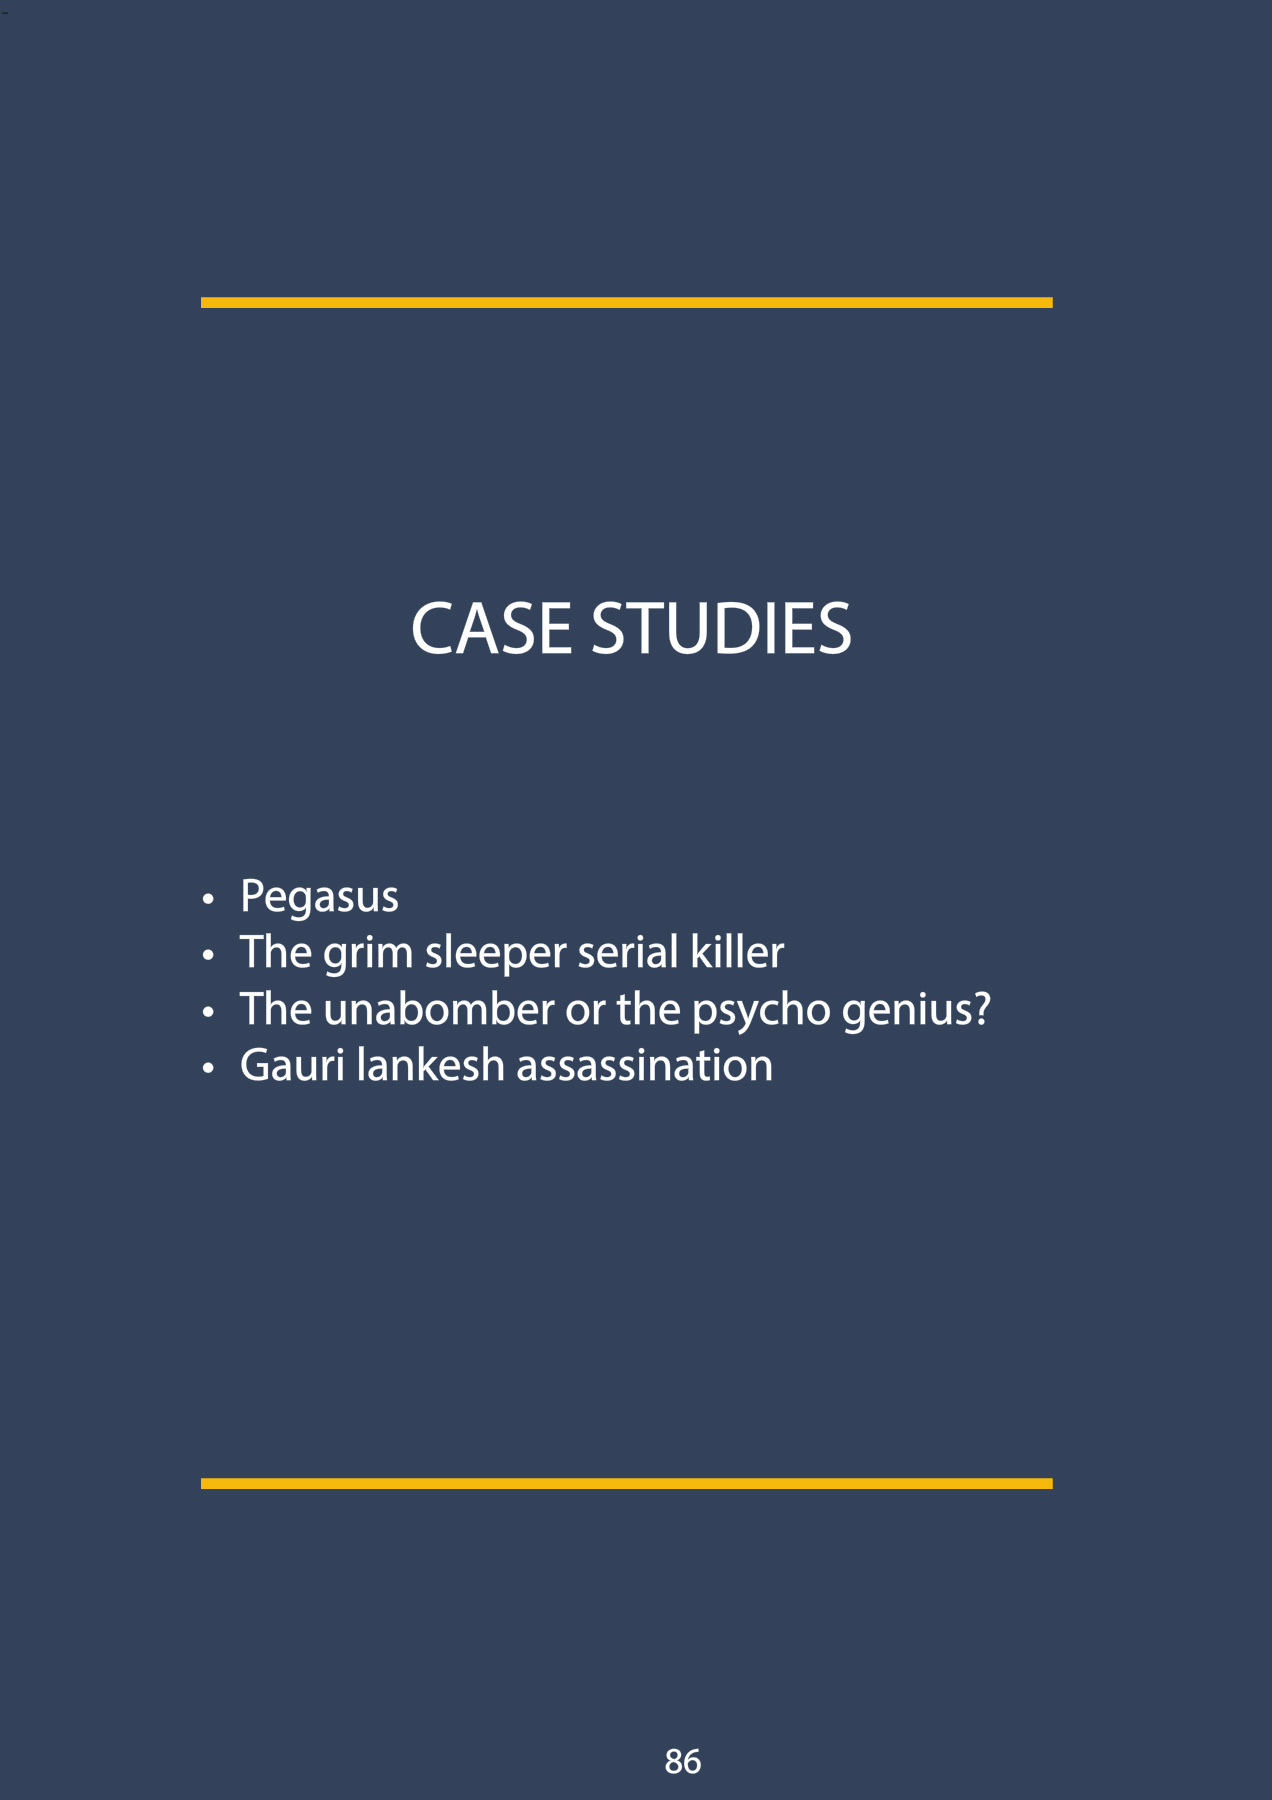 CASE STUDIES
• Pegasus
• The grim sleeper serial killer
• The unabomber or the psycho genius?
• Gauri lankesh assassination
86